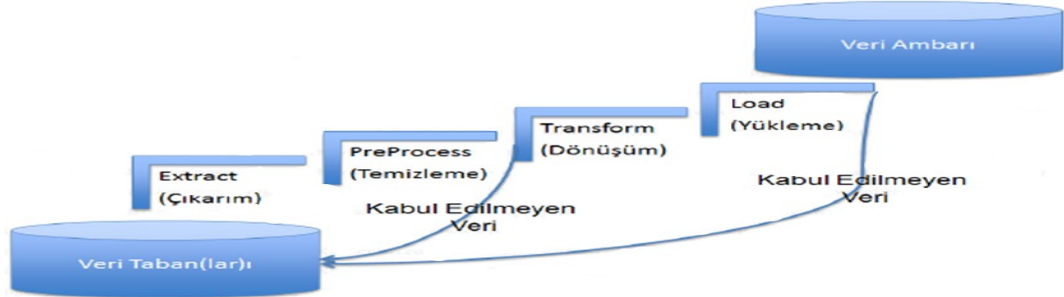 Veri Ambarı
Load
(Yükleme)
Transform
(Dönüşüm)
PreProcess
(Temizleme)
Extract
(Çıkarım)
Kabul Edilmeyen
Veri
Kabul Edilmeyen
Veri
Veri Taban(lar)ı